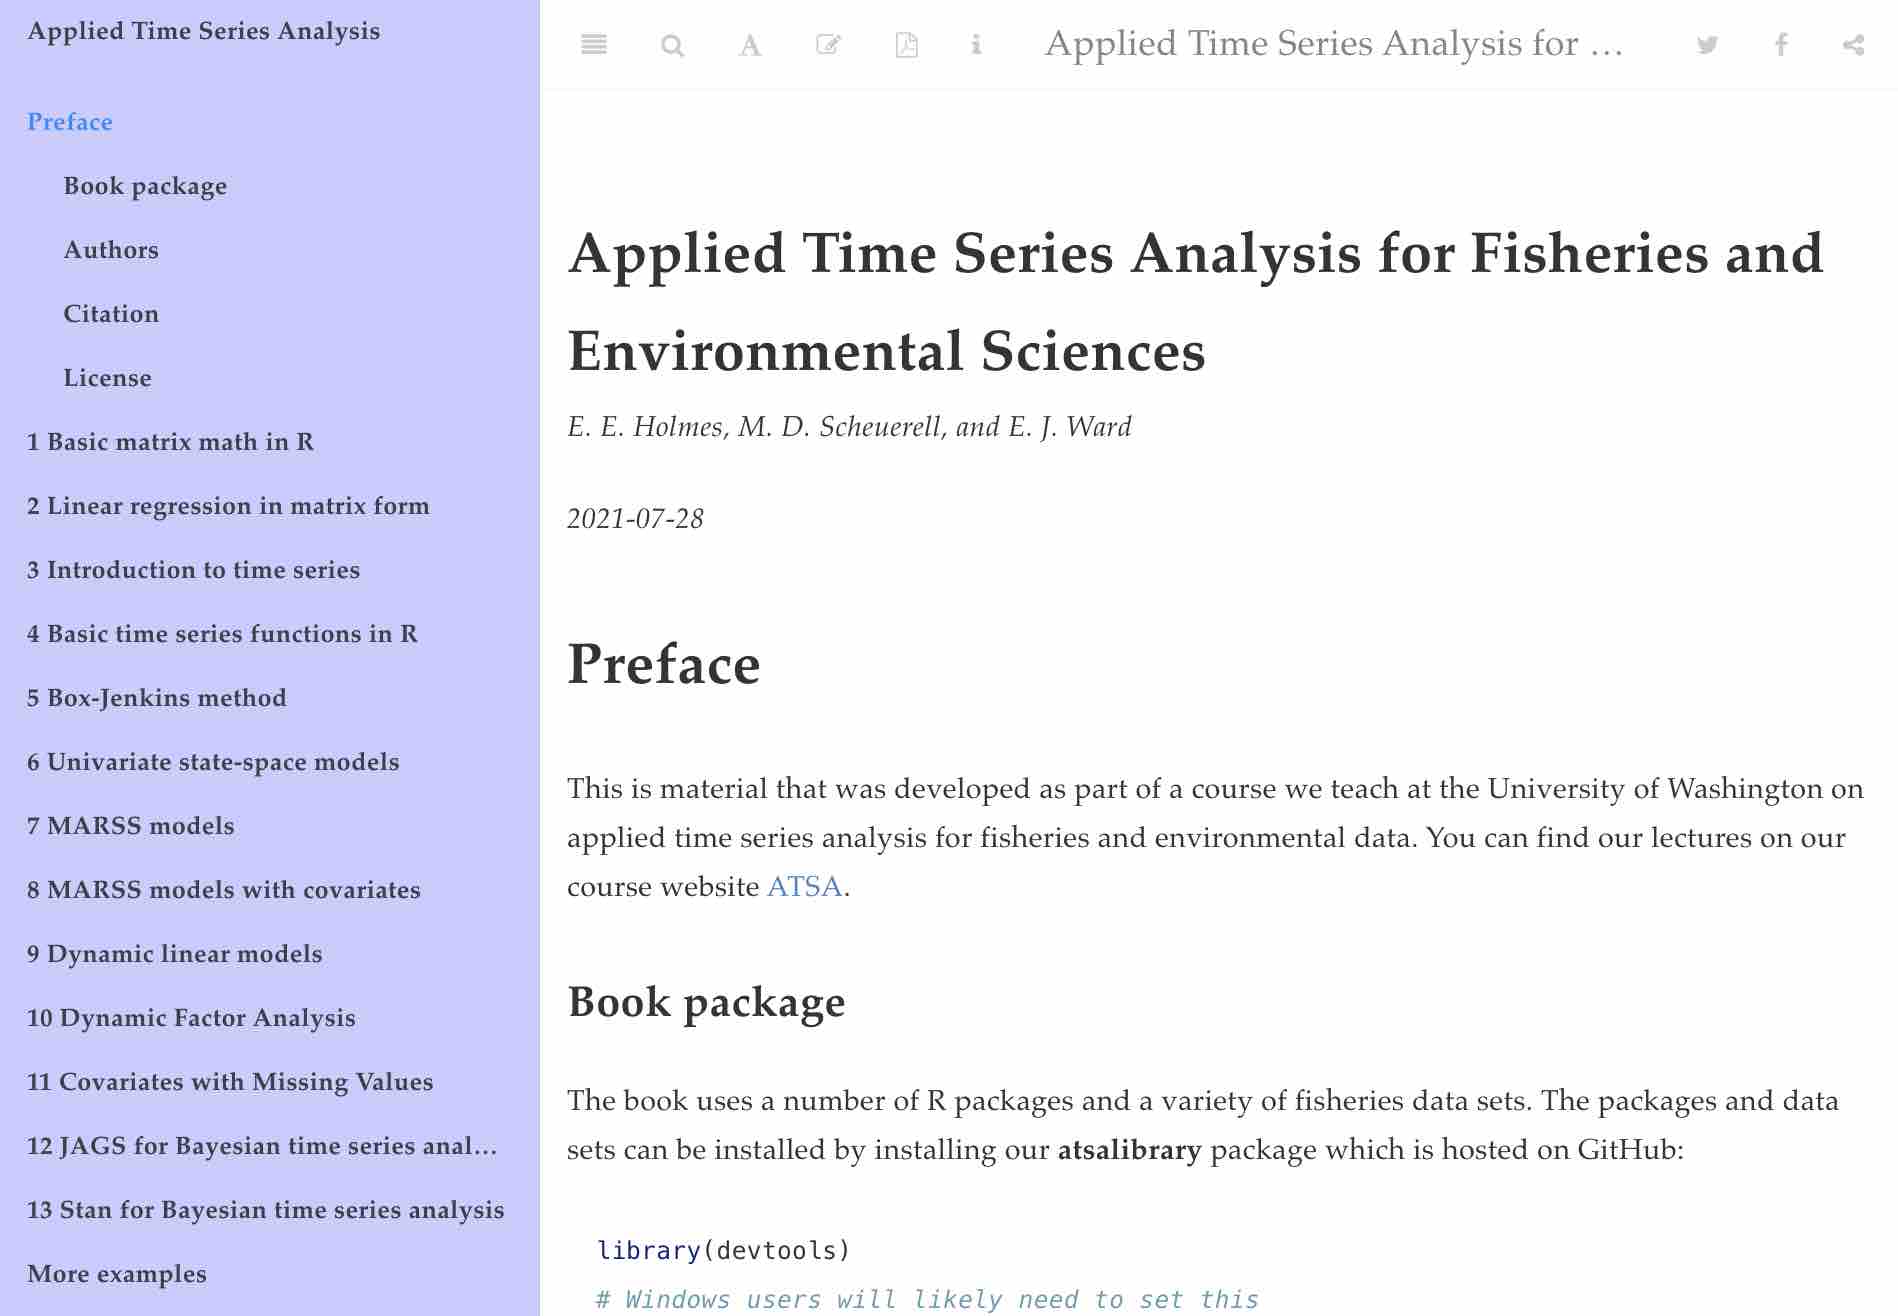 Applied Time Series Analysis
Preface
Book package
Authors
Citation
License
1 Basic matrix math in R
2 Linear regression in matrix form
3 Introduction to time series
4 Basic time series functions in R
5 Box-Jenkins method
6 Univariate state-space models
7 MARSS models
8 MARSS models with covariates
9 Dynamic linear models
10 Dynamic Factor Analysis
11 Covariates with Missing Values
12 JAGS for Bayesian time series anal…
13 Stan for Bayesian time series analysis
More examples
Applied Time Series Analysis for …
Applied Time Series Analysis for Fisheries and
Environmental Sciences
E. E. Holmes, M. D. Scheuerell, and E. J. Ward
2021-07-28
Preface
This is material that was developed as part of a course we teach at the University of Washington on
applied time series analysis for fisheries and environmental data. You can find our lectures on our
course website ATSA.
Book package
The book uses a number of R packages and a variety of fisheries data sets. The packages and data
sets can be installed by installing our atsalibrary package which is hosted on GitHub:
library(devtools)
# Windows users will likely need to set this